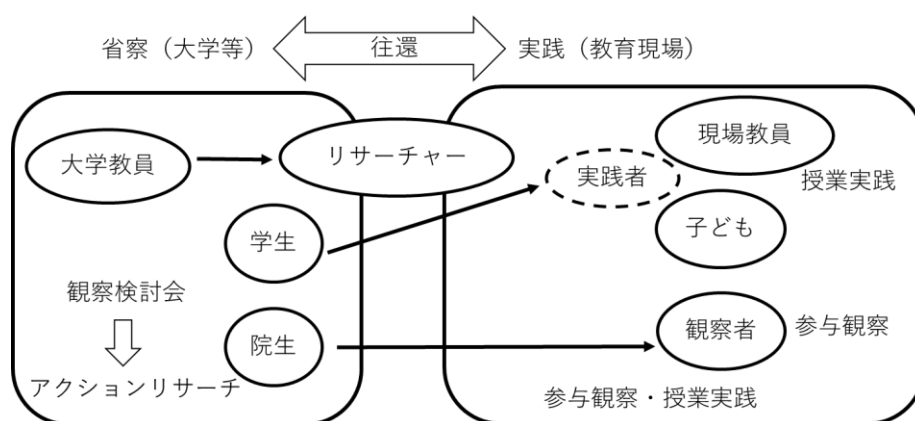 省察（大学等）
往還
実践（教育現場）
大学教員
リサーチャー
実践者
現場教員
授業実践
学生
子ども
観察検討会
院生
観察者
参与観察
アクションリサーチ
参与観察・授業実践